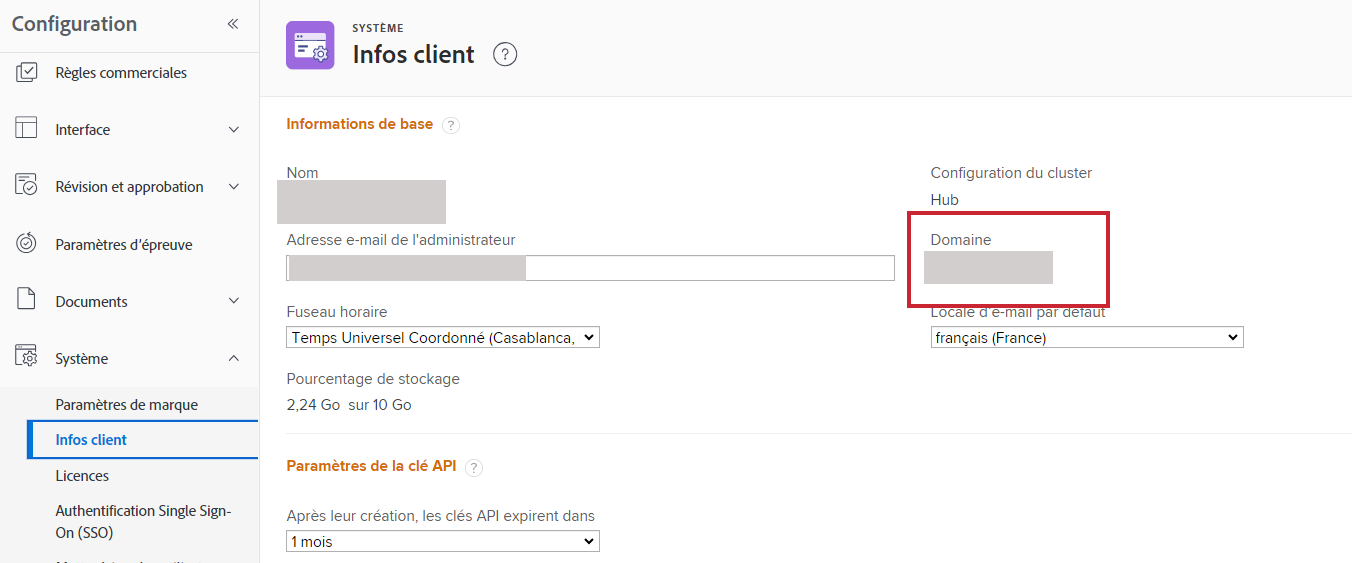 Configuration
Règles commerciales
Interface
Révision et approbation
Paramètres d'épreuve
Documents
Système
Paramètres de marque
Infos client
Licences
Authentification Single Sign-
On (SSO)
SYSTÈME
Infos client
?
Informations de base ?
Nom
Configuration du cluster
Hub
Adresse e-mail de l'administrateur
Domaine
Fuseau horaire
Locale d'e-mail par défaut
Temps Universel Coordonné (Casablanca,
français (France)
Pourcentage de stockage
2,24 Go sur 10 Go
Paramètres de la clé API ?
Après leur création, les clés API expirent dans
1 mois